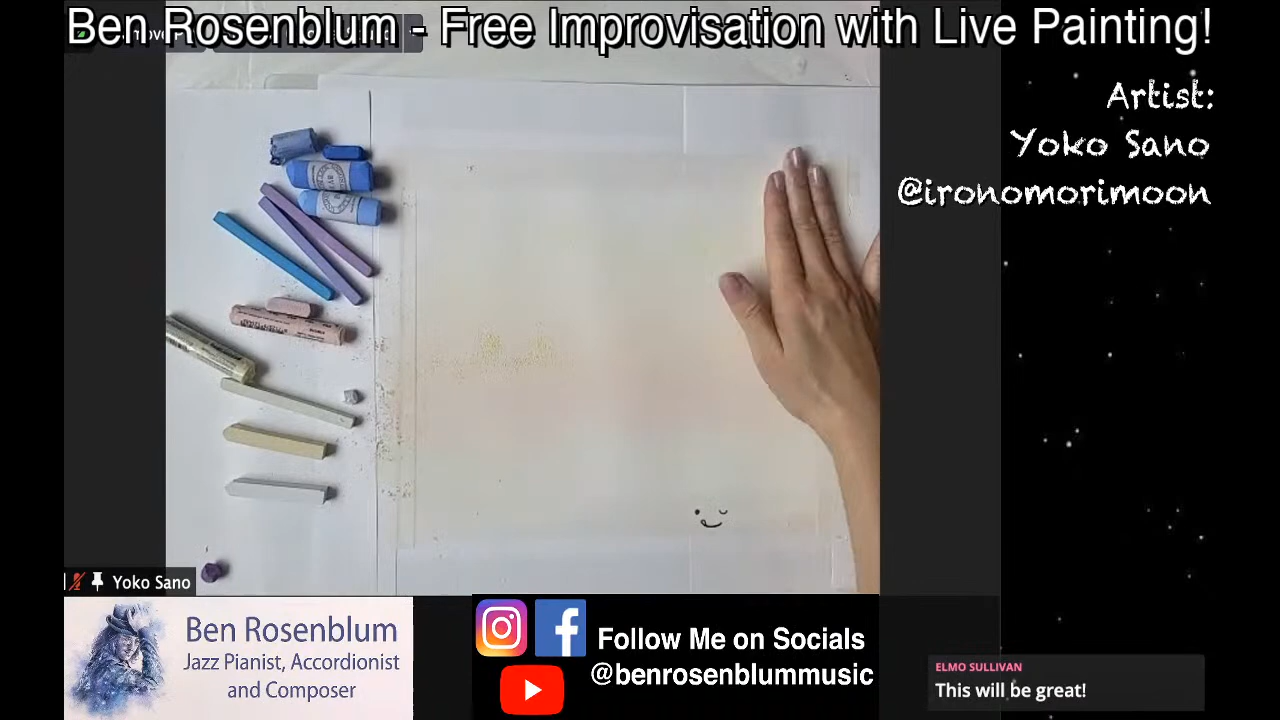 Ben Rosenblum - Free Improvisation with Live Painting!
Artist:
Yoko Sano
@ironomorimoon
Yoko Sano
Ben Rosenblum
Jazz Pianist, Accordionist
and Composer
Follow Me on Socials
@benrosenblummusic
ELMO SULLIVAN
This will be great!